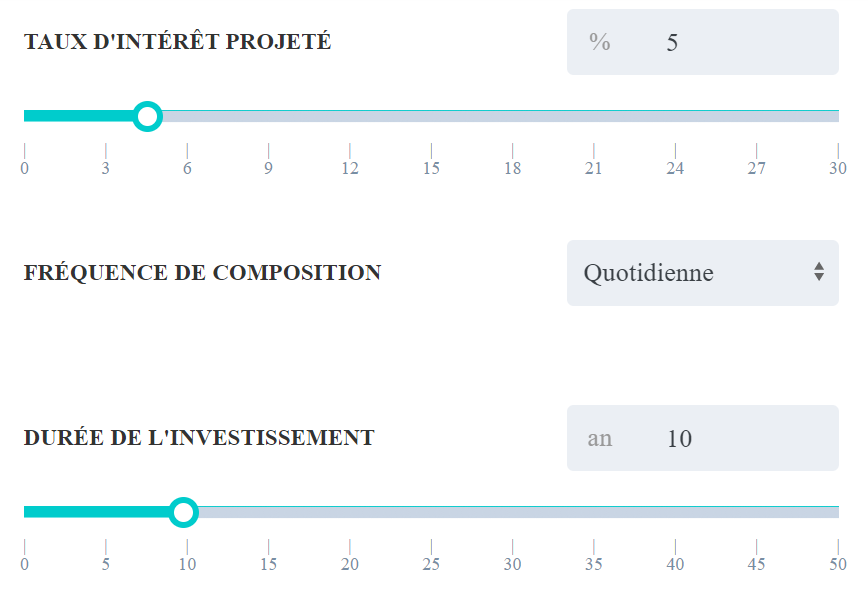 TAUX D'INTÉRÊT PROJETÉ % 5
0 3 6 9 12 15 18 21 24 27 30
FRÉQUENCE DE COMPOSITION Quotidienne
DURÉE DE L'INVESTISSEMENT an 10
0 5 10 15 20 25 30 35 40 45 50